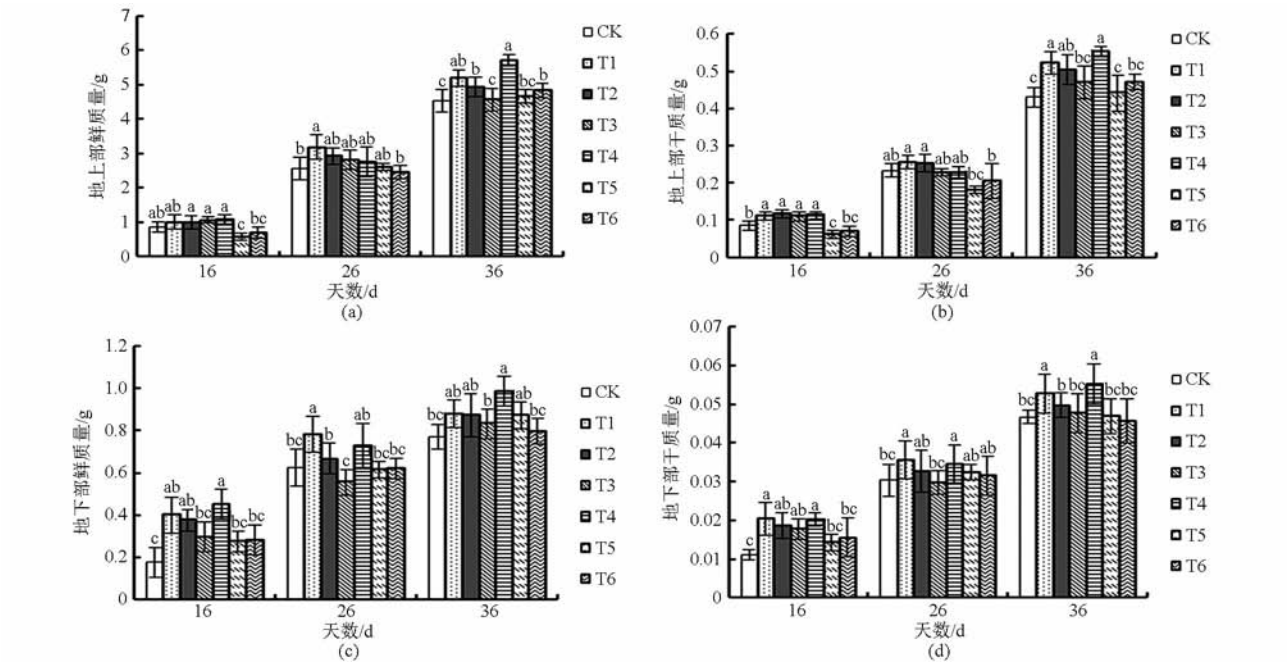 7
6
5
4
3
2
1
0
地上部鲜质量/g
ab ab a a a c bc
b a ab ab ab ab b
c ab b c a bc b
16 26 36
天数/d
(a)
CK
T1
T2
T3
T4
T5
T6
0.6
0.5
0.4
0.3
0.2
0.1
0
地上部干质量/g
b a a a a c bc
ab a a ab ab bc b
c a ab bc a c bc
16 26 36
天数/d
(b)
CK
T1
T2
T3
T4
T5
T6
1.2
1.0
0.8
0.6
0.4
0.2
0
地下部鲜质量/g
c ab ab bc a bc bc
bc a b c ab bc bc
bc ab ab b a ab bc
16 26 36
天数/d
(c)
CK
T1
T2
T3
T4
T5
T6
0.07
0.06
0.05
0.04
0.03
0.02
0.01
0
地下部干质量/g
c a ab ab a bc bc
bc a ab bc a ab ab
bc a b bc a bc bc
16 26 36
天数/d
(d)
CK
T1
T2
T3
T4
T5
T6